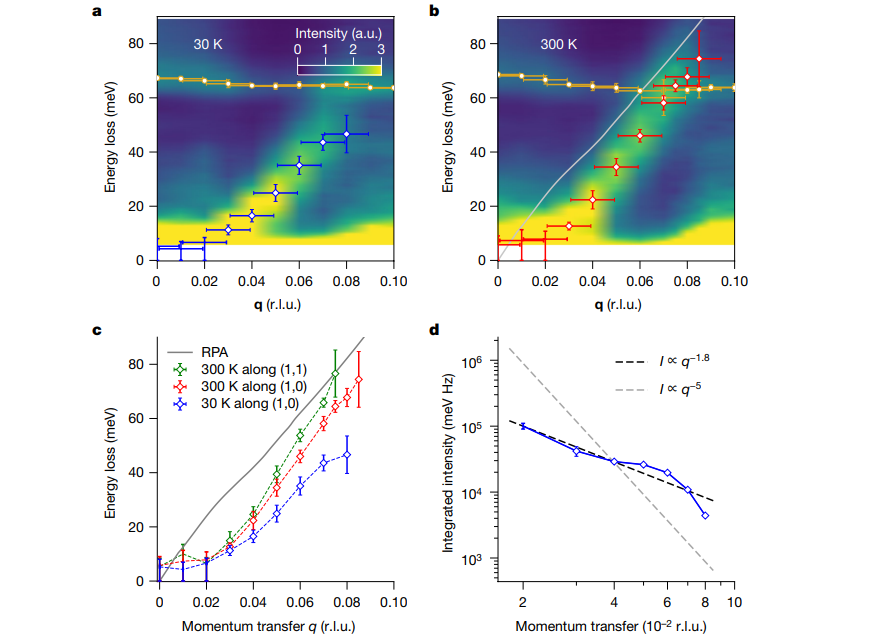 a
30 K
Intensity (a.u.)
0 1 2 3
80
60
40
20
0
Energy loss (meV)
0 0.02 0.04 0.06 0.08 0.10
q (r.l.u.)
b
300 K
80
60
40
20
0
Energy loss (meV)
0 0.02 0.04 0.06 0.08 0.10
q (r.l.u.)
c
RPA
300 K along (1,1)
300 K along (1,0)
30 K along (1,0)
80
60
40
20
0
Energy loss (meV)
0 0.02 0.04 0.06 0.08 0.10
Momentum transfer q (r.l.u.)
d
I ∝ q⁻¹·⁸
I ∝ q⁻⁵
10⁶
10⁵
10⁴
10³
Integrated intensity (meV Hz)
2 4 6 8 10
Momentum transfer (10⁻² r.l.u.)